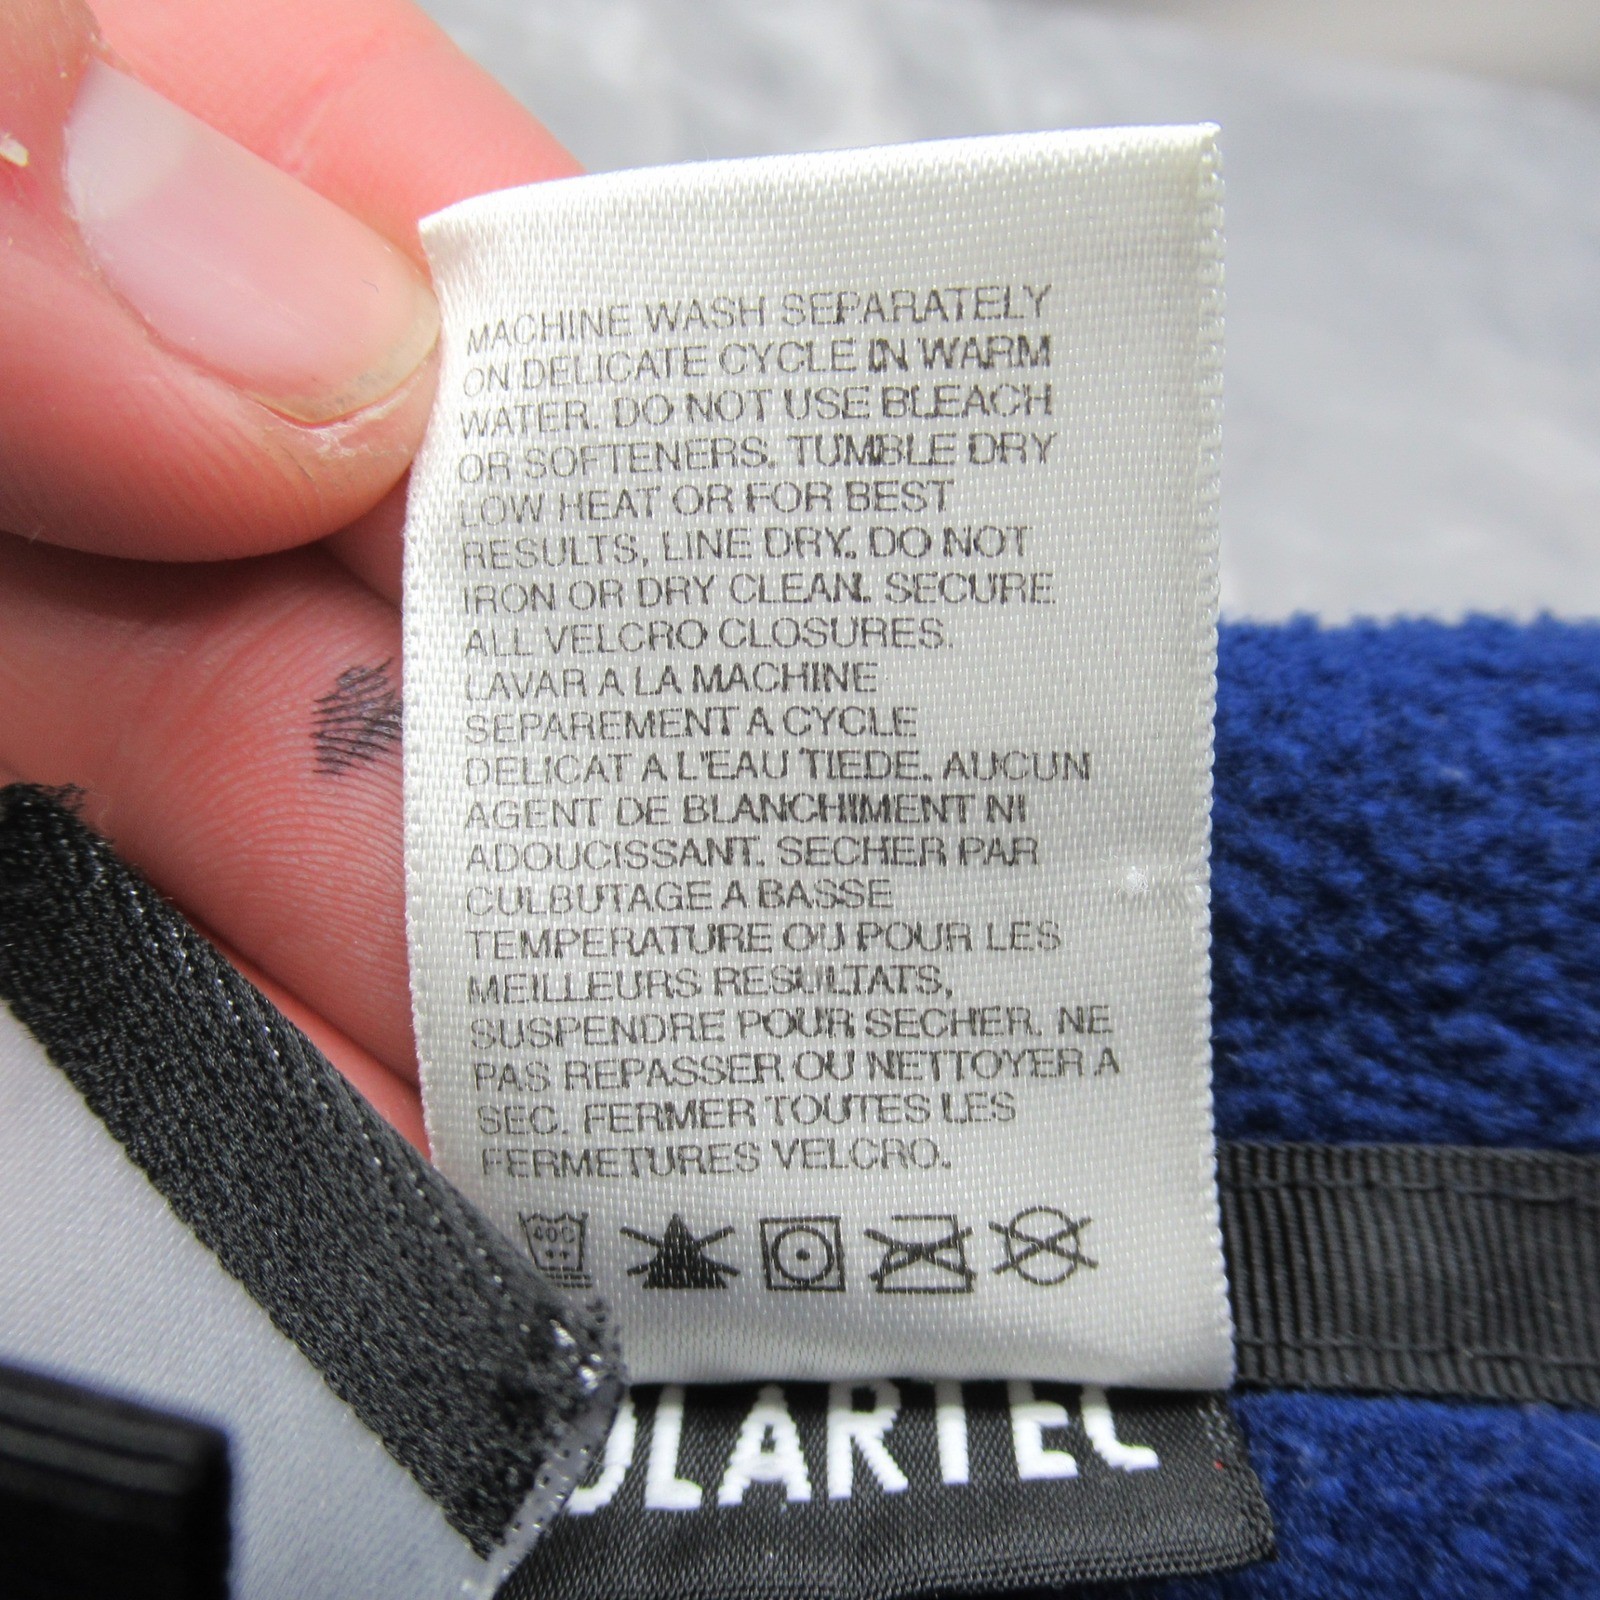 MACHINE WASH SEPARATELY
ON DELICATE CYCLE IN WARM
WATER. DO NOT USE BLEACH
OR SOFTENERS. TUMBLE DRY
LOW HEAT OR FOR BEST
RESULTS, LINE DRY. DO NOT
IRON OR DRY CLEAN. SECURE
ALL VELCRO CLOSURES.
LAVAR A LA MACHINE
SEPAREMENT A CYCLE
DELICAT A L'EAU TIEDE. AUCUN
AGENT DE BLANCHIMENT NI
ADOUCISSANT. SECHER PAR
CULBUTAGE A BASSE
TEMPERATURE OU POUR LES
MEILLEURS RESULTATS,
SUSPENDRE POUR SECHER. NE
PAS REPASSER OU NETTOYER A
SEC. FERMER TOUTES LES
FERMETURES VELCRO.
40C
OLARTEC